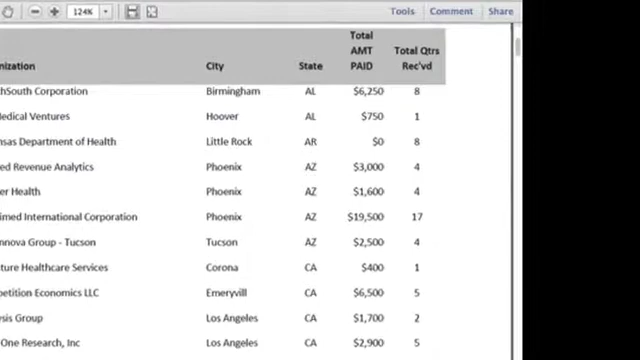 124% Tools Comment Share
Total
AMT Total Qtrs
nization City State PAID Rec'vd
hSouth Corporation Birmingham AL $6,250 8
Medical Ventures Hoover AL $750 1
nsas Department of Health Little Rock AR $0 8
ed Revenue Analytics Phoenix AZ $3,000 4
er Health Phoenix AZ $1,600 4
imed International Corporation Phoenix AZ $19,500 17
nnova Group - Tucson Tucson AZ $2,500 4
ture Healthcare Services Corona CA $400 1
petition Economics LLC Emeryvill CA $6,500 5
esis Group Los Angeles CA $1,700 2
One Research, Inc Los Angeles CA $2,900 5